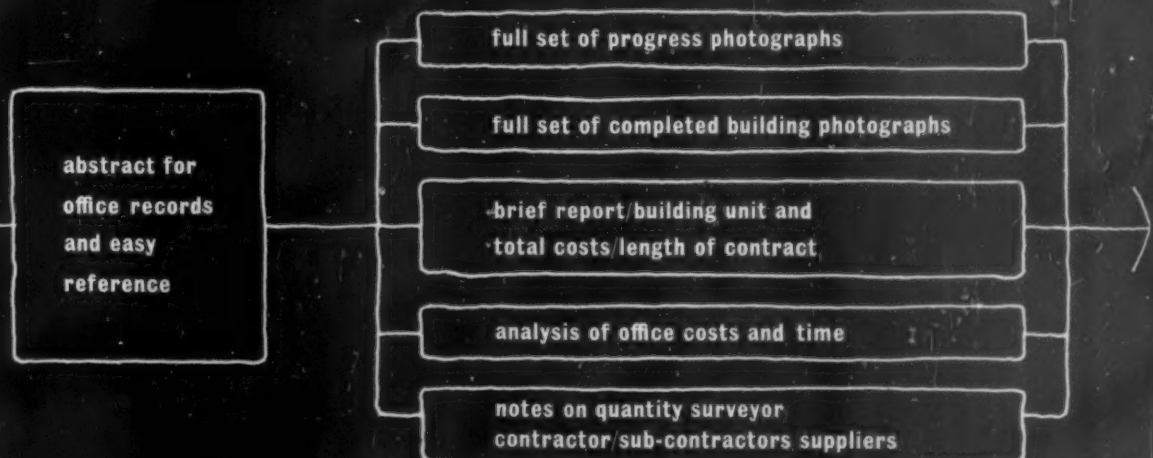 abstract for
office records
and easy
reference
full set of progress photographs
full set of completed building photographs
brief report/building unit and
total costs/length of contract
analysis of office costs and time
notes on quantity surveyor
contractor/sub-contractors suppliers